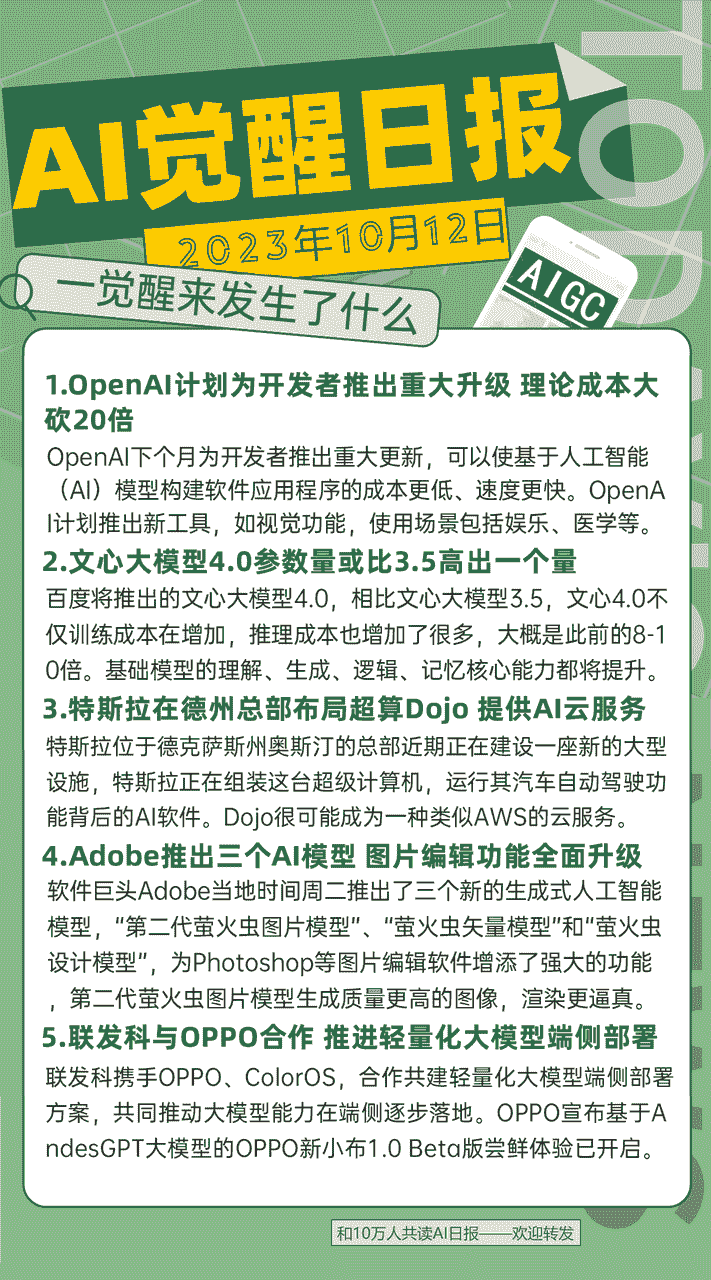 AI觉醒日报
2023年10月12日
一觉醒来发生了什么
AIGC
1.OpenAI计划为开发者推出重大升级 理论成本大
砍20倍
OpenAI下个月为开发者推出重大更新，可以使基于人工智能
（AI）模型构建软件应用程序的成本更低、速度更快。OpenA
I计划推出新工具，如视觉功能，使用场景包括娱乐、医学等。
2.文心大模型4.0参数量或比3.5高出一个量
百度将推出的文心大模型4.0，相比文心大模型3.5，文心4.0不
仅训练成本在增加，推理成本也增加了很多，大概是此前的8-1
0倍。基础模型的理解、生成、逻辑、记忆核心能力都将提升。
3.特斯拉在德州总部布局超算Dojo 提供AI云服务
特斯拉位于德克萨斯州奥斯汀的总部近期正在建设一座新的大型
设施，特斯拉正在组装这台超级计算机，运行其汽车自动驾驶功
能背后的AI软件。Dojo很可能成为一种类似AWS的云服务。
4.Adobe推出三个AI模型 图片编辑功能全面升级
软件巨头Adobe当地时间周二推出了三个新的生成式人工智能
模型，“第二代萤火虫图片模型”、“萤火虫矢量模型”和“萤火虫
设计模型”，为Photoshop等图片编辑软件增添了强大的功能
，第二代萤火虫图片模型生成质量更高的图像，渲染更逼真。
5.联发科与OPPO合作 推进轻量化大模型端侧部署
联发科携手OPPO、ColorOS，合作共建轻量化大模型端侧部署
方案，共同推动大模型能力在端侧逐步落地。OPPO宣布基于A
ndesGPT大模型的OPPO新小布1.0 Beta版尝鲜体验已开启。
和10万人共读AI日报——欢迎转发